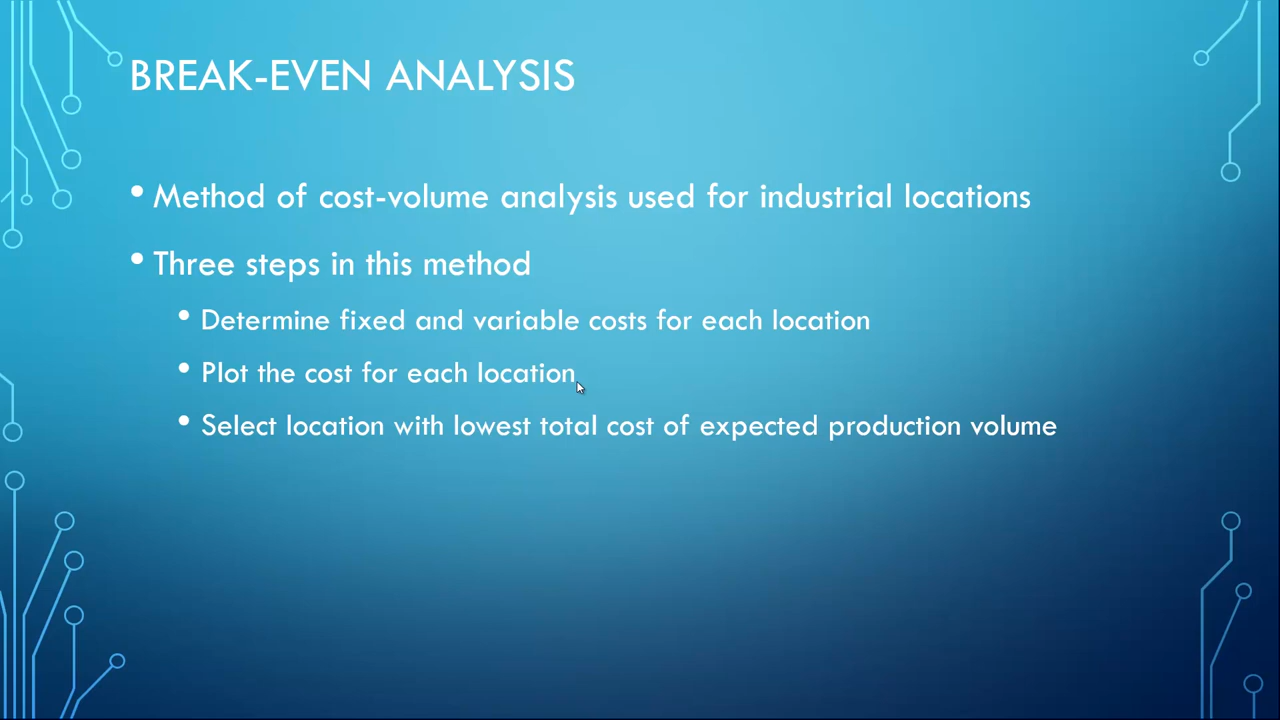 BREAK-EVEN ANALYSIS
• Method of cost-volume analysis used for industrial locations
• Three steps in this method
• Determine fixed and variable costs for each location
• Plot the cost for each location
• Select location with lowest total cost of expected production volume